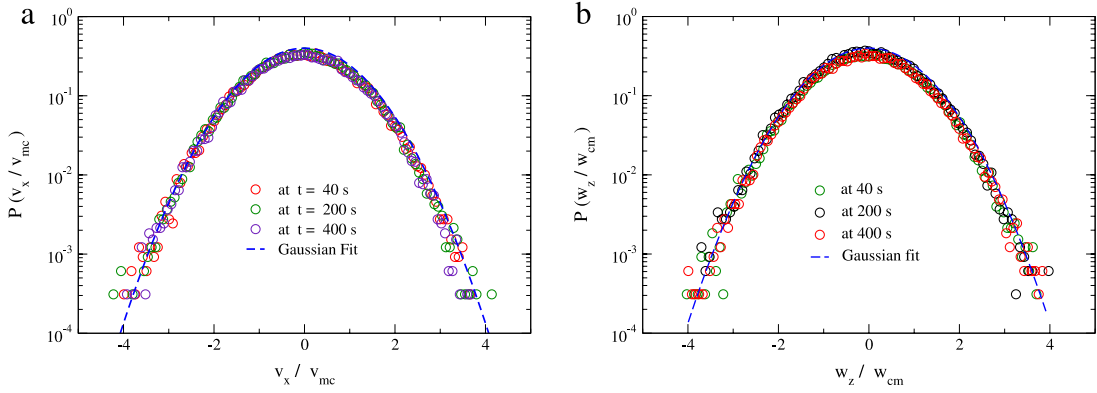 a
10^0
10^-1
10^-2
10^-3
10^-4
P (v_x / v_mc)
at t = 40 s
at t = 200 s
at t = 400 s
Gaussian Fit
-4 -2 0 2 4
v_x / v_mc
b
10^0
10^-1
10^-2
10^-3
10^-4
P (w_z / w_cm)
at 40 s
at 200 s
at 400 s
Gaussian fit
-4 -2 0 2 4
w_z / w_cm